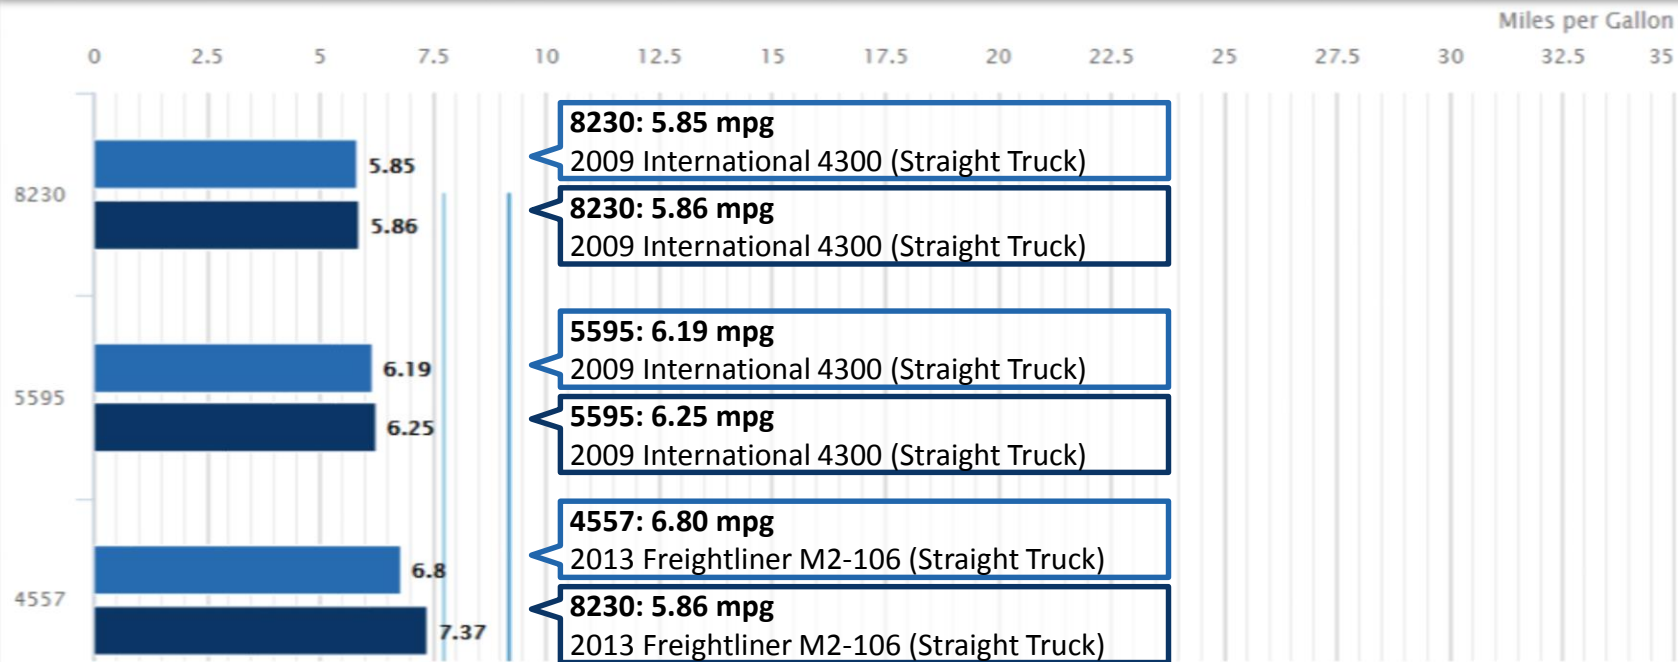 Miles per Gallon
0 2.5 5 7.5 10 12.5 15 17.5 20 22.5 25 27.5 30 32.5 35
8230: 5.85 mpg
2009 International 4300 (Straight Truck)
5.85
8230
8230: 5.86 mpg
2009 International 4300 (Straight Truck)
5.86
5595: 6.19 mpg
2009 International 4300 (Straight Truck)
6.19
5595
5595: 6.25 mpg
2009 International 4300 (Straight Truck)
6.25
4557: 6.80 mpg
2013 Freightliner M2-106 (Straight Truck)
6.8
4557
8230: 5.86 mpg
2013 Freightliner M2-106 (Straight Truck)
7.37